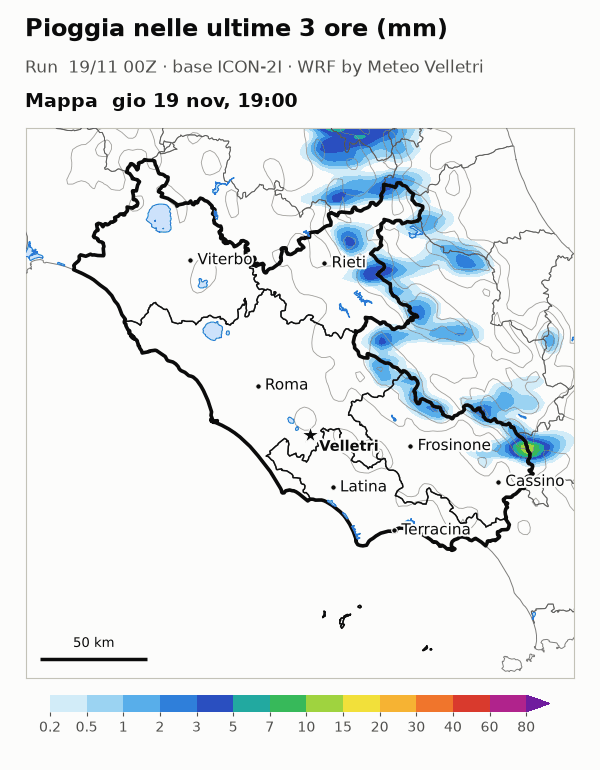 Pioggia nelle ultime 3 ore (mm)
Run  19/11 00Z · base ICON-2I · WRF by Meteo Velletri
Mappa  gio 19 nov, 19:00
Viterbo
Rieti
Roma
Velletri
Frosinone
Latina
Cassino
Terracina
50 km
0.2 0.5 1 2 3 5 7 10 15 20 30 40 60 80